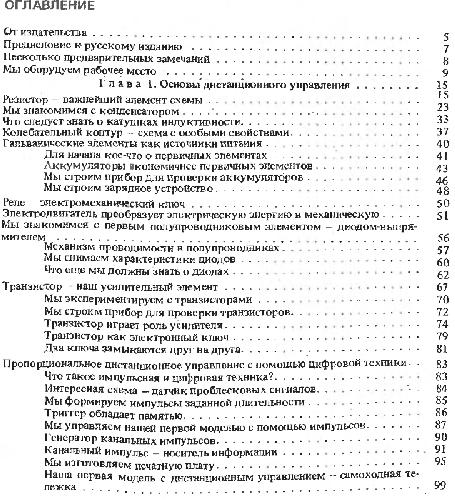 ОГЛАВЛЕНИЕ
От издательства . . . 5
Предисловие к русскому изданию . . . 7
Несколько предварительных замечаний . . . 8
Мы оборудуем рабочее место . . . 9
Глава 1. Основы дистанционного управления . . . 15
Резистор — важнейший элемент схемы . . . 15
Мы знакомимся с конденсатором . . . 23
Что следует знать о катушках индуктивности . . . 33
Колебательный контур — схема с особыми свойствами . . . 37
Гальванические элементы как источники питания . . . 40
Для начала кое-что о первичных элементах . . . 41
Аккумуляторы экономичнее первичных элементов . . . 43
Мы строим прибор для проверки аккумуляторов . . . 46
Мы строим зарядное устройство . . . 48
Реле — электромеханический ключ . . . 50
Электродвигатель преобразует электрическую энергию в механическую . . . 51
Мы знакомимся с первым полупроводниковым элементом — диодом-выпря-
мителем . . . 56
Механизм проводимости в полупроводниках . . . 57
Мы снимаем характеристики диодов . . . 60
Что еще мы должны знать о диодах . . . 62
Транзистор — наш усилительный элемент . . . 67
Мы экспериментируем с транзисторами . . . 70
Мы строим прибор для проверки транзисторов . . . 72
Транзистор играет роль усилителя . . . 74
Транзистор как электронный ключ . . . 79
Два ключа замыкаются друг на друга . . . 81
Пропорциональное дистанционное управление с помощью цифровой техники . . . 83
Что такое импульсная и цифровая техника? . . . 83
Интересная схема — датчик проблесковых сигналов . . . 84
Мы формируем импульсы заданной длительности . . . 85
Триггер обладает памятью . . . 86
Мы управляем нашей первой моделью с помощью импульсов . . . 87
Генератор канальных импульсов . . . 90
Канальный импульс — носитель информации . . . 91
Мы изготовляем печатную плату . . . 95
Наша первая модель с дистанционным управлением — самоходная те-
лежка . . . 99